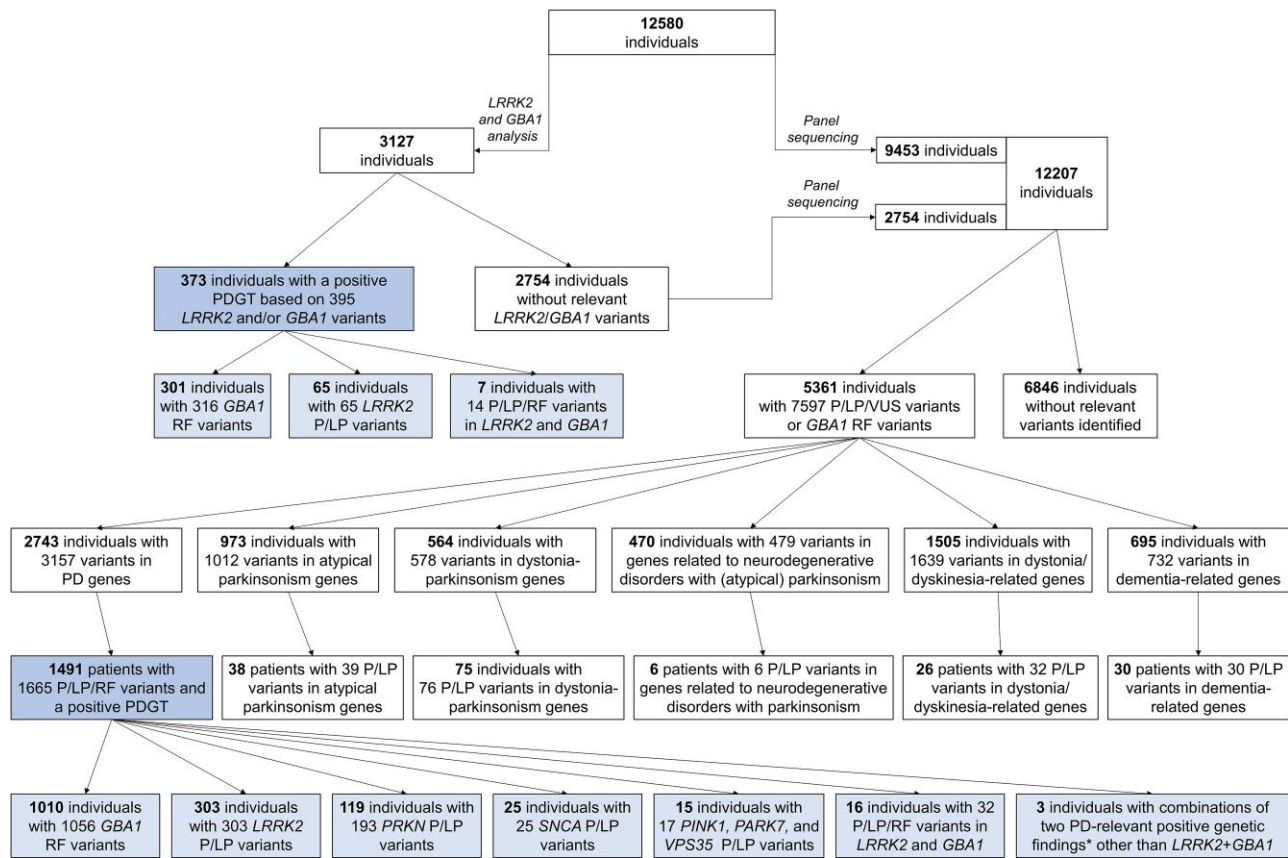 12580
individuals
LRRK2
and GBA1
analysis
Panel
sequencing
3127
individuals
9453 individuals
12207
individuals
Panel
sequencing
2754 individuals
373 individuals with a positive
PDGT based on 395
LRRK2 and/or GBA1 variants
2754 individuals
without relevant
LRRK2/GBA1 variants
301 individuals
with 316 GBA1
RF variants
65 individuals
with 65 LRRK2
P/LP variants
7 individuals with
14 P/LP/RF variants
in LRRK2 and GBA1
5361 individuals
with 7597 P/LP/VUS variants
or GBA1 RF variants
6846 individuals
without relevant
variants identified
2743 individuals with
3157 variants in
PD genes
973 individuals with
1012 variants in atypical
parkinsonism genes
564 individuals with
578 variants in dystonia-
parkinsonism genes
470 individuals with 479 variants in
genes related to neurodegenerative
disorders with (atypical) parkinsonism
1505 individuals with
1639 variants in dystonia/
dyskinesia-related genes
695 individuals with
732 variants in
dementia-related genes
1491 patients with
1665 P/LP/RF variants and
a positive PDGT
38 patients with 39 P/LP
variants in atypical
parkinsonism genes
75 individuals with
76 P/LP variants in dystonia-
parkinsonism genes
6 patients with 6 P/LP variants in
genes related to neurodegenerative
disorders with parkinsonism
26 patients with 32 P/LP
variants in dystonia/
dyskinesia-related genes
30 patients with 30 P/LP
variants in dementia-
related genes
1010 individuals
with 1056 GBA1
RF variants
303 individuals
with 303 LRRK2
P/LP variants
119 individuals with
193 PRKN P/LP
variants
25 individuals with
25 SNCA P/LP
variants
15 individuals with
17 PINK1, PARK7, and
VPS35 P/LP variants
16 individuals with 32
P/LP/RF variants in
LRRK2 and GBA1
3 individuals with combinations of
two PD-relevant positive genetic
findings* other than LRRK2+GBA1